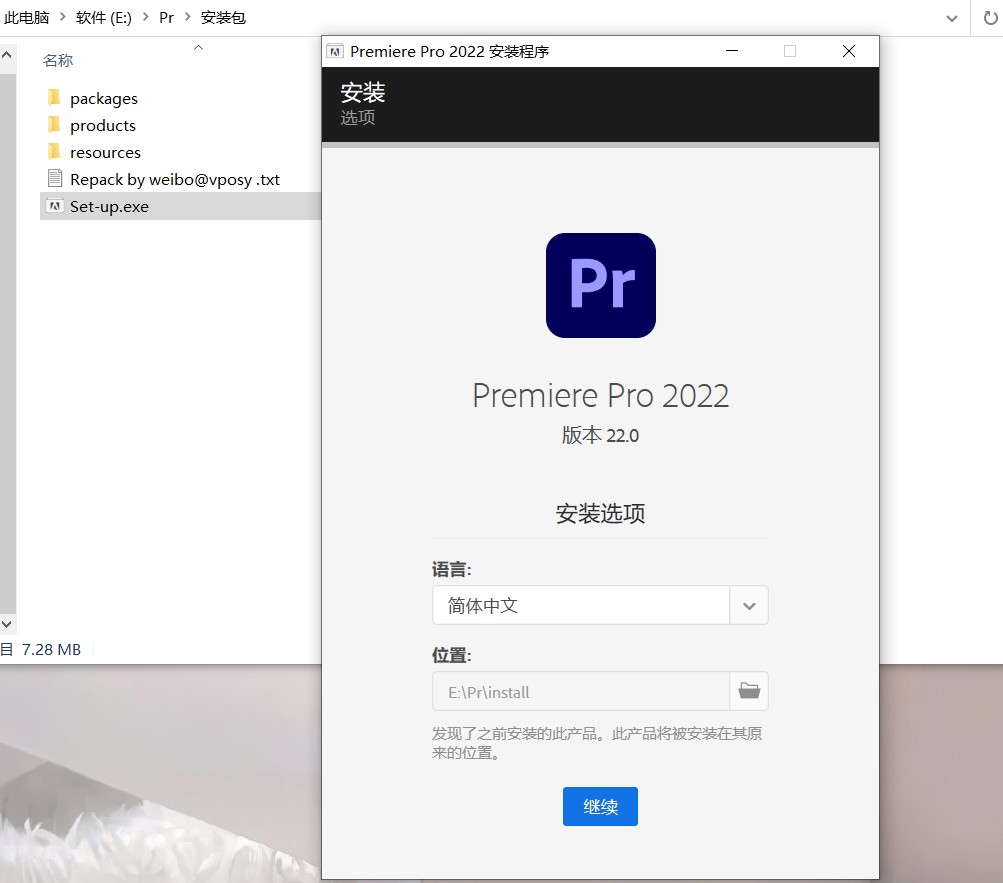 此电脑 > 软件 (E:) > Pr > 安装包
名称
packages
products
resources
Repack by weibo@vposy .txt
Set-up.exe
目 7.28 MB
Premiere Pro 2022 安装程序
安装
选项
Pr
Premiere Pro 2022
版本 22.0
安装选项
语言:
简体中文
位置:
E:\Pr\install
发现了之前安装的此产品。此产品将被安装在其原
来的位置。
继续